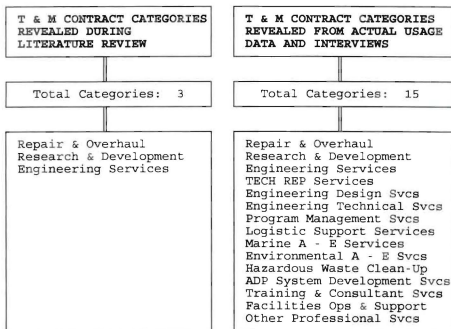 T & M CONTRACT CATEGORIES
REVEALED DURING
LITERATURE REVIEW
Total Categories: 3
Repair & Overhaul
Research & Development
Engineering Services
T & M CONTRACT CATEGORIES
REVEALED FROM ACTUAL USAGE
DATA AND INTERVIEWS
Total Categories: 15
Repair & Overhaul
Research & Development
Engineering Services
TECH REP Services
Engineering Design Svcs
Engineering Technical Svcs
Program Management Svcs
Logistic Support Services
Marine A - E Services
Environmental A - E Svcs
Hazardous Waste Clean-Up
ADP System Development Svcs
Training & Consultant Svcs
Facilities Ops & Support
Other Professional Svcs